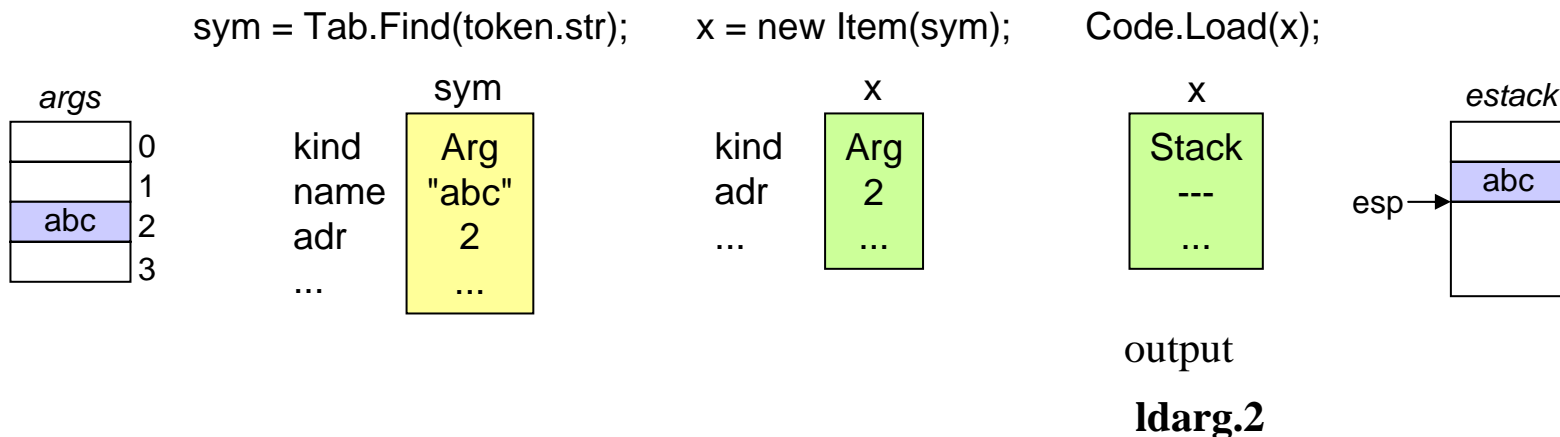 sym = Tab.Find(token.str); x = new Item(sym); Code.Load(x);
args sym x x estack
0 kind Arg kind Arg Stack
1 name "abc" adr 2 --- abc
abc 2 adr 2 ... ... ... esp
3
... ...
output
ldarg.2